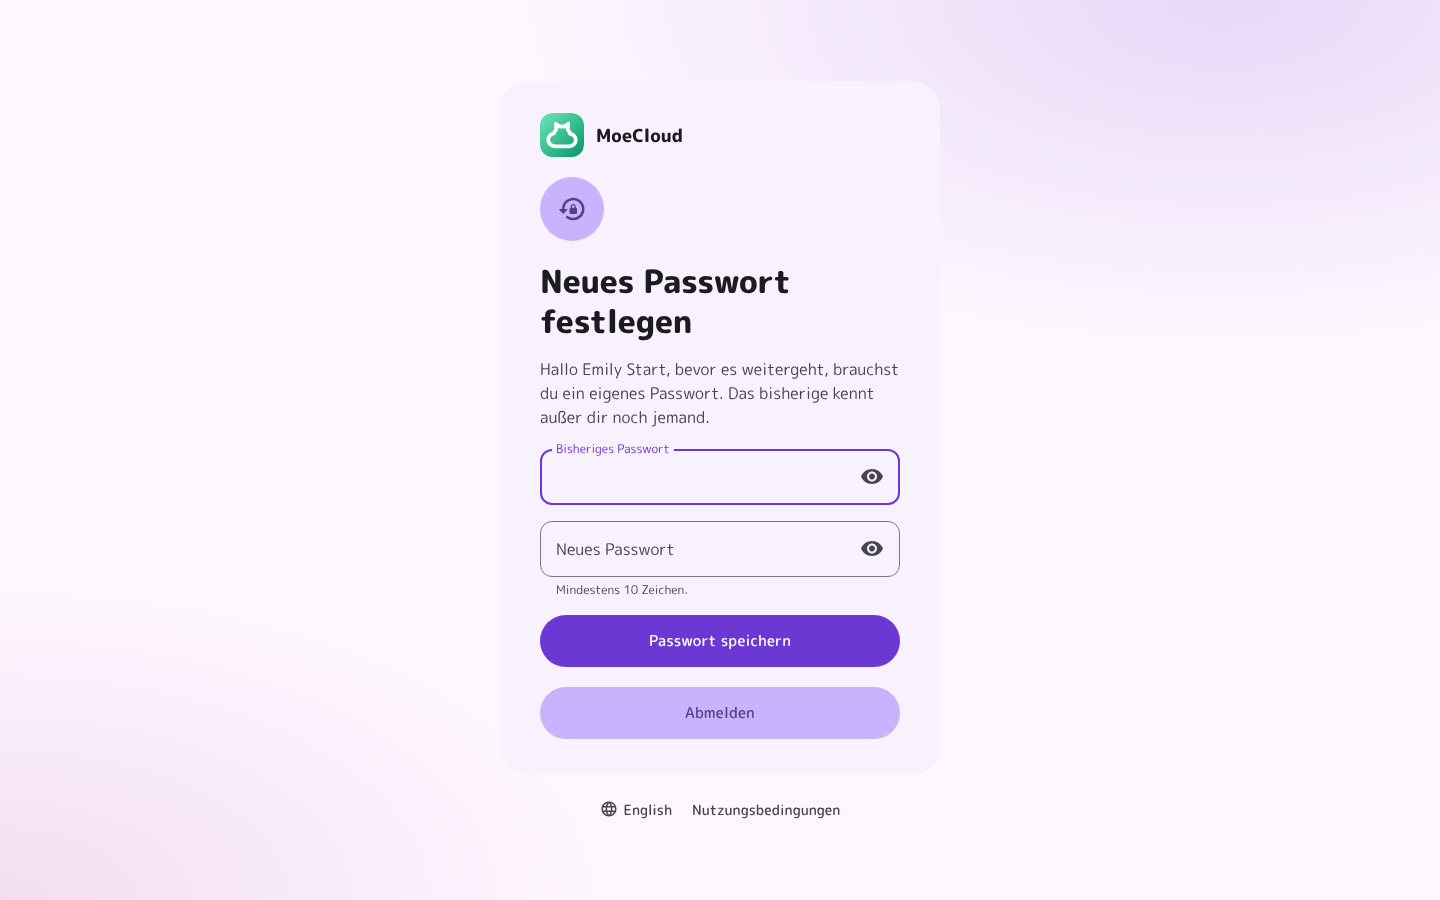 MoeCloud
Neues Passwort
festlegen
Hallo Emily Start, bevor es weitergeht, brauchst
du ein eigenes Passwort. Das bisherige kennt
außer dir noch jemand.
Bisheriges Passwort
Neues Passwort
Mindestens 10 Zeichen.
Passwort speichern
Abmelden
English Nutzungsbedingungen